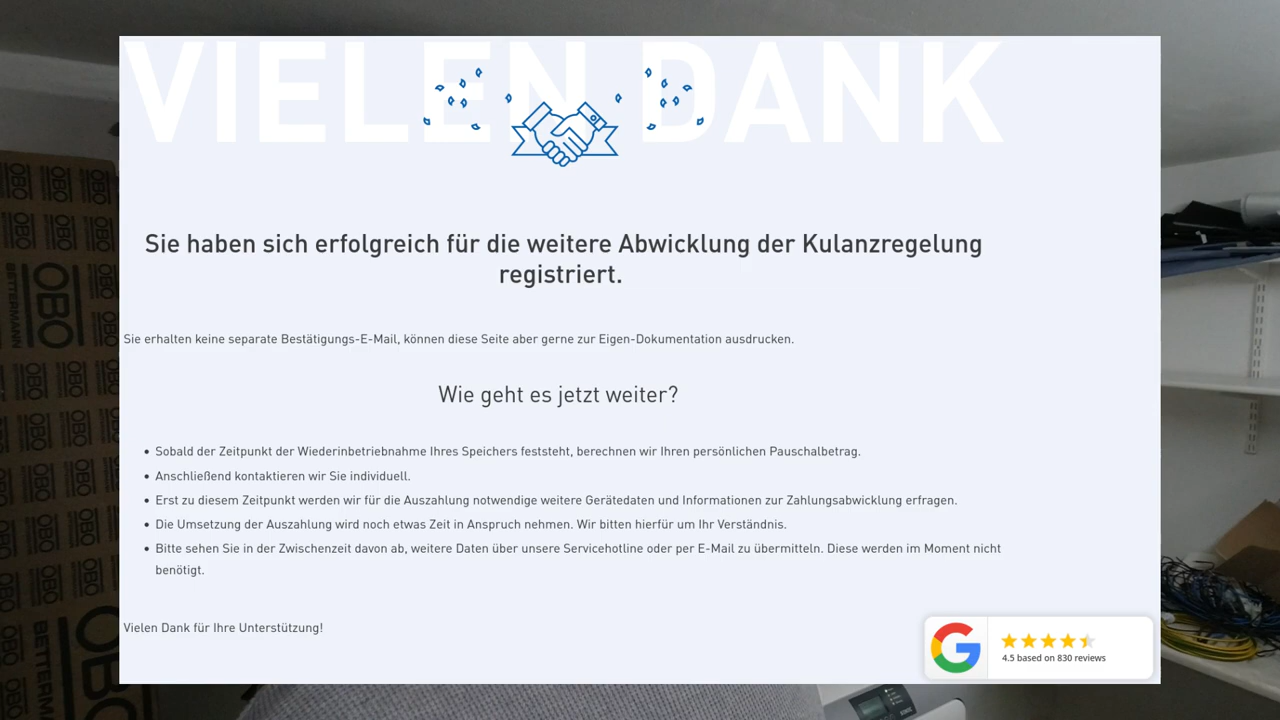 VIELEN DANK
Sie haben sich erfolgreich für die weitere Abwicklung der Kulanzregelung
registriert.
Sie erhalten keine separate Bestätigungs-E-Mail, können diese Seite aber gerne zur Eigen-Dokumentation ausdrucken.
Wie geht es jetzt weiter?
• Sobald der Zeitpunkt der Wiederinbetriebnahme Ihres Speichers feststeht, berechnen wir Ihren persönlichen Pauschalbetrag.
• Anschließend kontaktieren wir Sie individuell.
• Erst zu diesem Zeitpunkt werden wir für die Auszahlung notwendige weitere Gerätedaten und Informationen zur Zahlungsabwicklung erfragen.
• Die Umsetzung der Auszahlung wird noch etwas Zeit in Anspruch nehmen. Wir bitten hierfür um Ihr Verständnis.
• Bitte sehen Sie in der Zwischenzeit davon ab, weitere Daten über unsere Servicehotline oder per E-Mail zu übermitteln. Diese werden im Moment nicht
benötigt.
Vielen Dank für Ihre Unterstützung!
4.5 based on 830 reviews
OBO
BETTERMANN
OBO
OBO